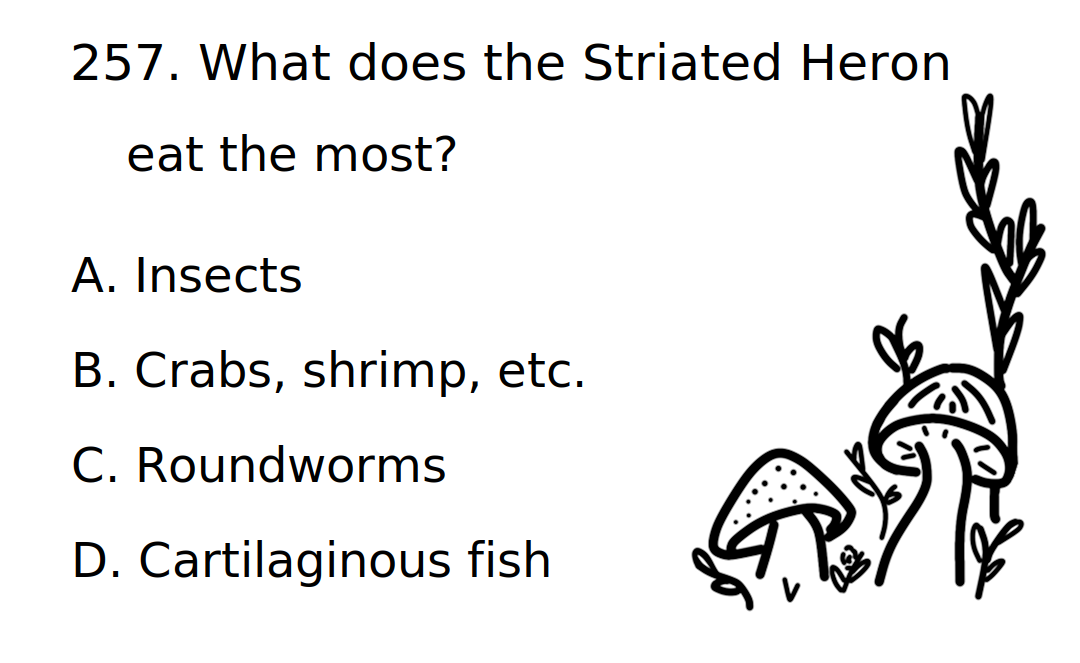 257. What does the Striated Heron
eat the most?
A. Insects
B. Crabs, shrimp, etc.
C. Roundworms
D. Cartilaginous fish